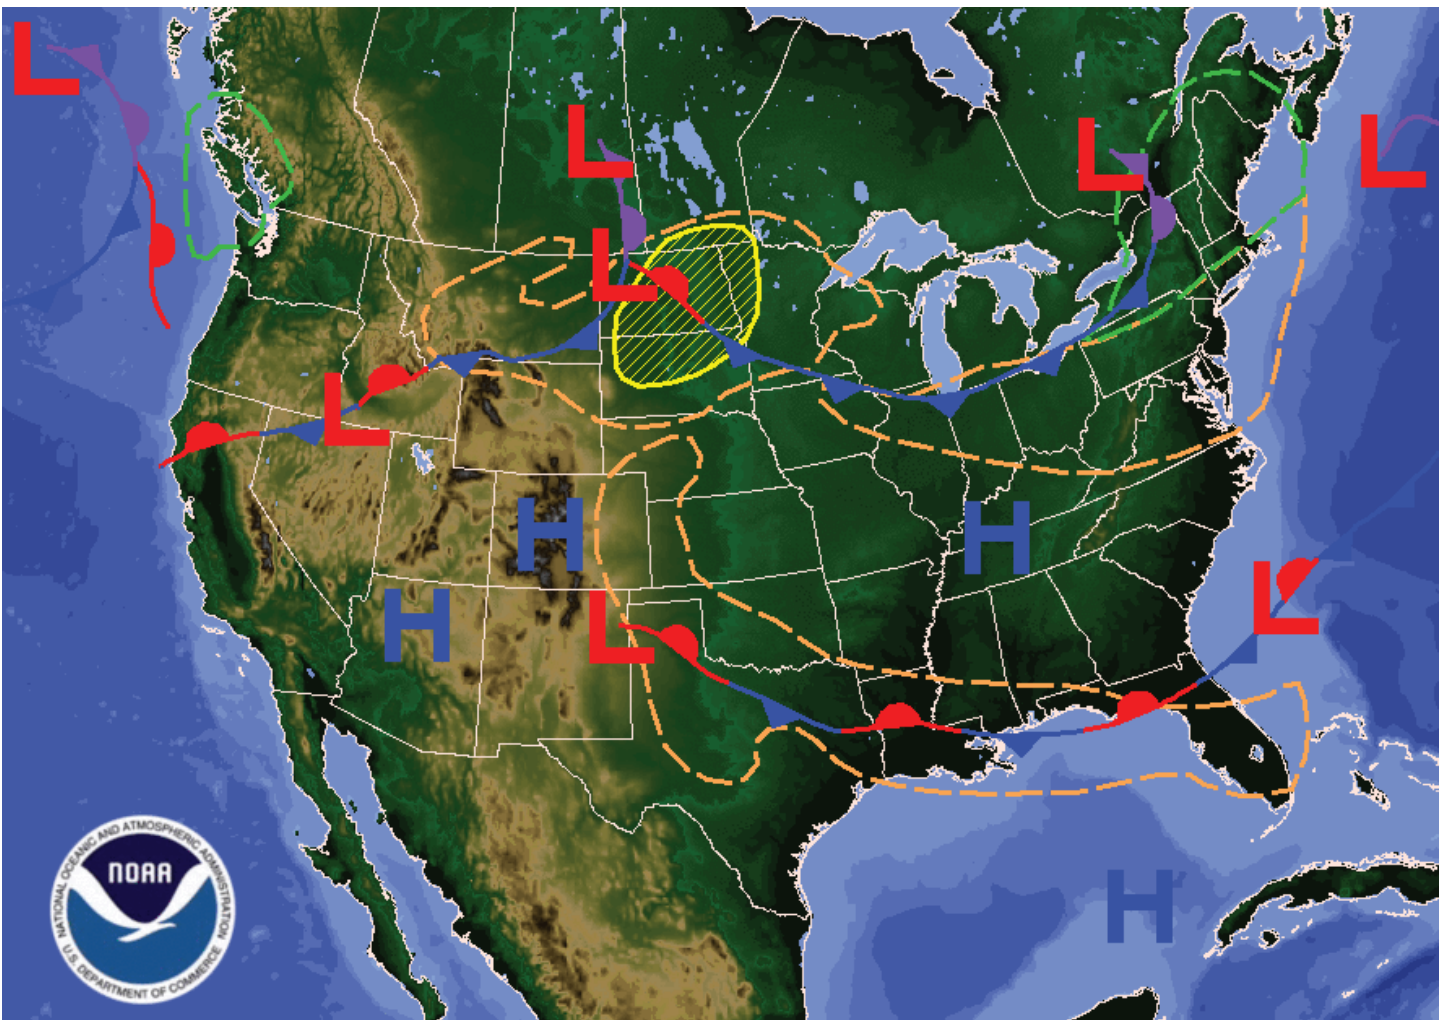 L
L
L
L
L
L
H
H
L
H
L
H
NATIONAL OCEANIC AND ATMOSPHERIC ADMINISTRATION
NOAA
U.S. DEPARTMENT OF COMMERCE